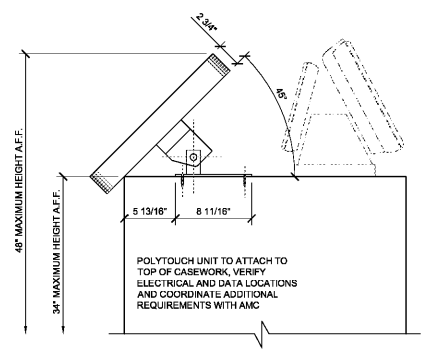 2 3/4"
45°
48" MAXIMUM HEIGHT A.F.F.
34" MAXIMUM HEIGHT A.F.F.
5 13/16"
8 11/16"
POLYTOUCH UNIT TO ATTACH TO
TOP OF CASEWORK, VERIFY
ELECTRICAL AND DATA LOCATIONS
AND COORDINATE ADDITIONAL
REQUIREMENTS WITH AMC